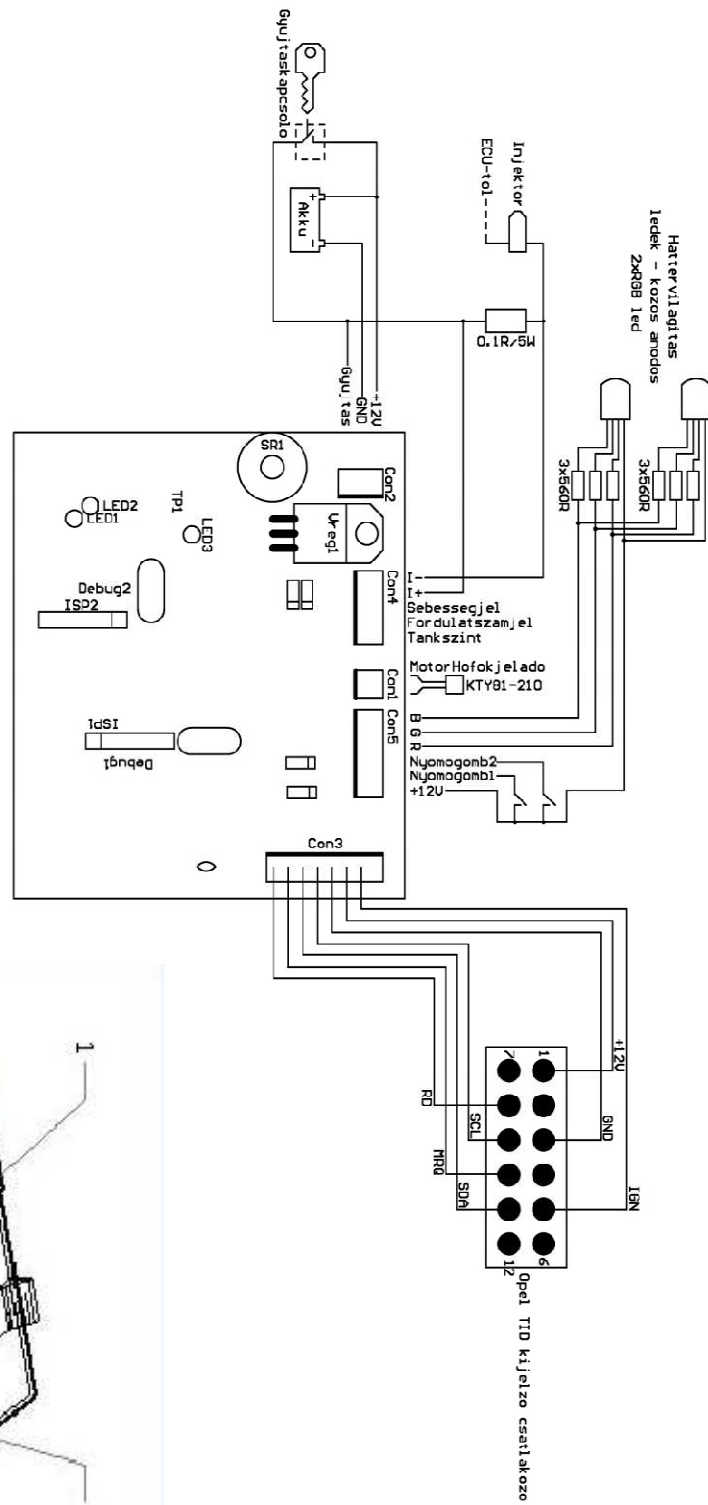 Gyujtaskapcsolo
+ Akku -
Injektor
ECU-tol
0.1R/5W
Hattervilagitas
ledek - kozos anodos
2xRGB led
3x560R
3x560R
+12V
GND
Gyujtas
SR1
Con2
Vreg1
TP1
LED2
LED1
LED3
Debug2
ISP2
Con4
I-
I+
Sebessegjel
Fordulatszamjel
Tankszint
Con1
MotorHofokjelado
KTY81-210
Con5
B
G
R
Nyomogomb2
Nyomogomb1
+12V
ISP1
Debug1
Con3
+12V
GND
IGN
1
6
7
12
RD
SCL
MRQ
SDA
Opel TID kijelzo csatlakozo
1